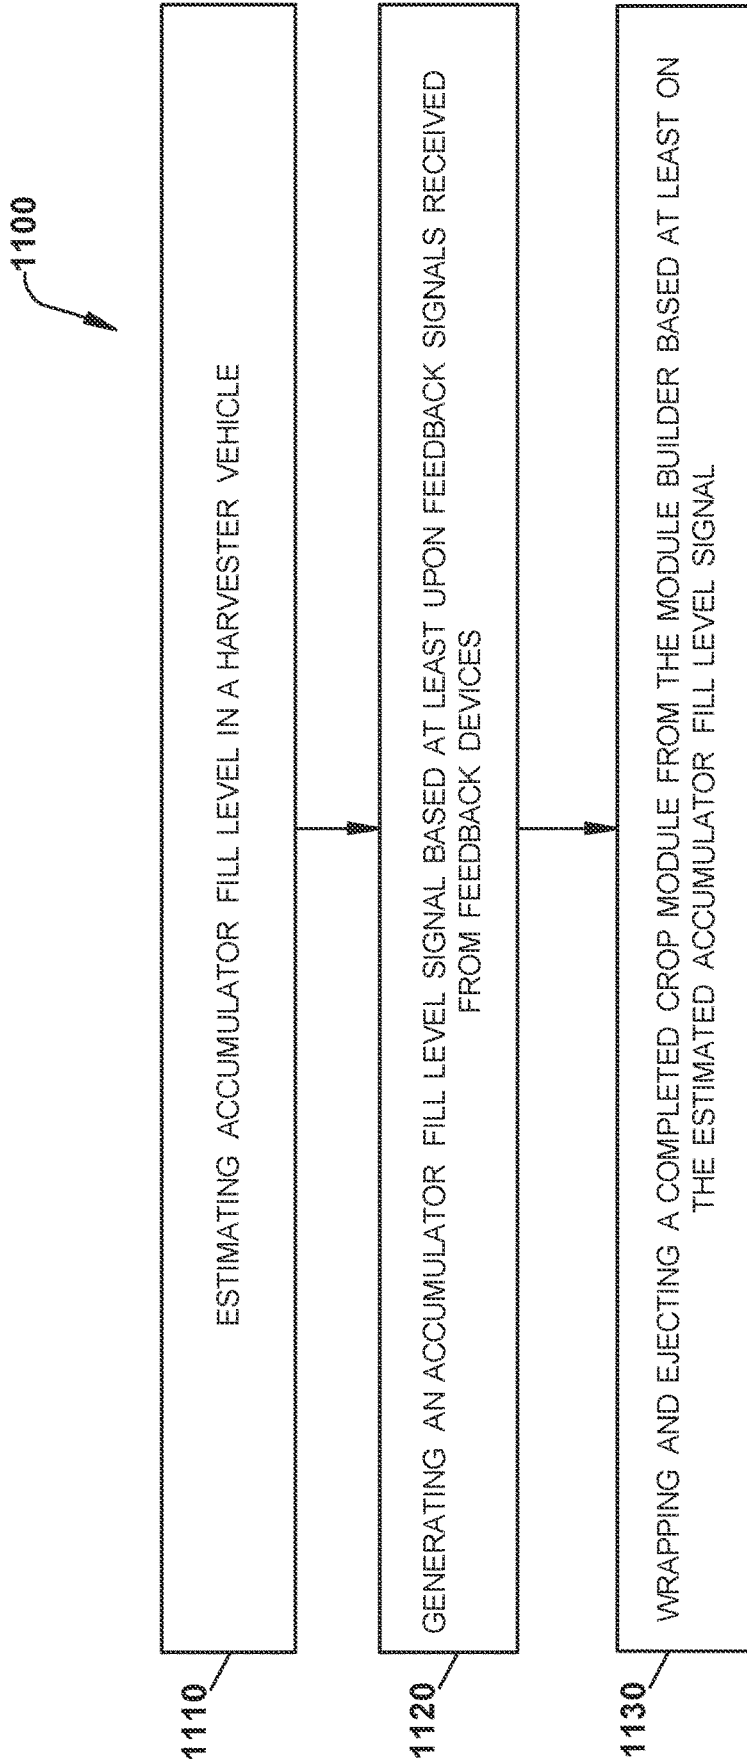 1100
1110
ESTIMATING ACCUMULATOR FILL LEVEL IN A HARVESTER VEHICLE
1120
GENERATING AN ACCUMULATOR FILL LEVEL SIGNAL BASED AT LEAST UPON FEEDBACK SIGNALS RECEIVED
FROM FEEDBACK DEVICES
1130
WRAPPING AND EJECTING A COMPLETED CROP MODULE FROM THE MODULE BUILDER BASED AT LEAST ON
THE ESTIMATED ACCUMULATOR FILL LEVEL SIGNAL